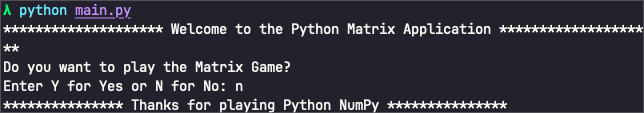 λ python main.py
******************** Welcome to the Python Matrix Application ******************
**
Do you want to play the Matrix Game?
Enter Y for Yes or N for No: n
*************** Thanks for playing Python NumPy ***************